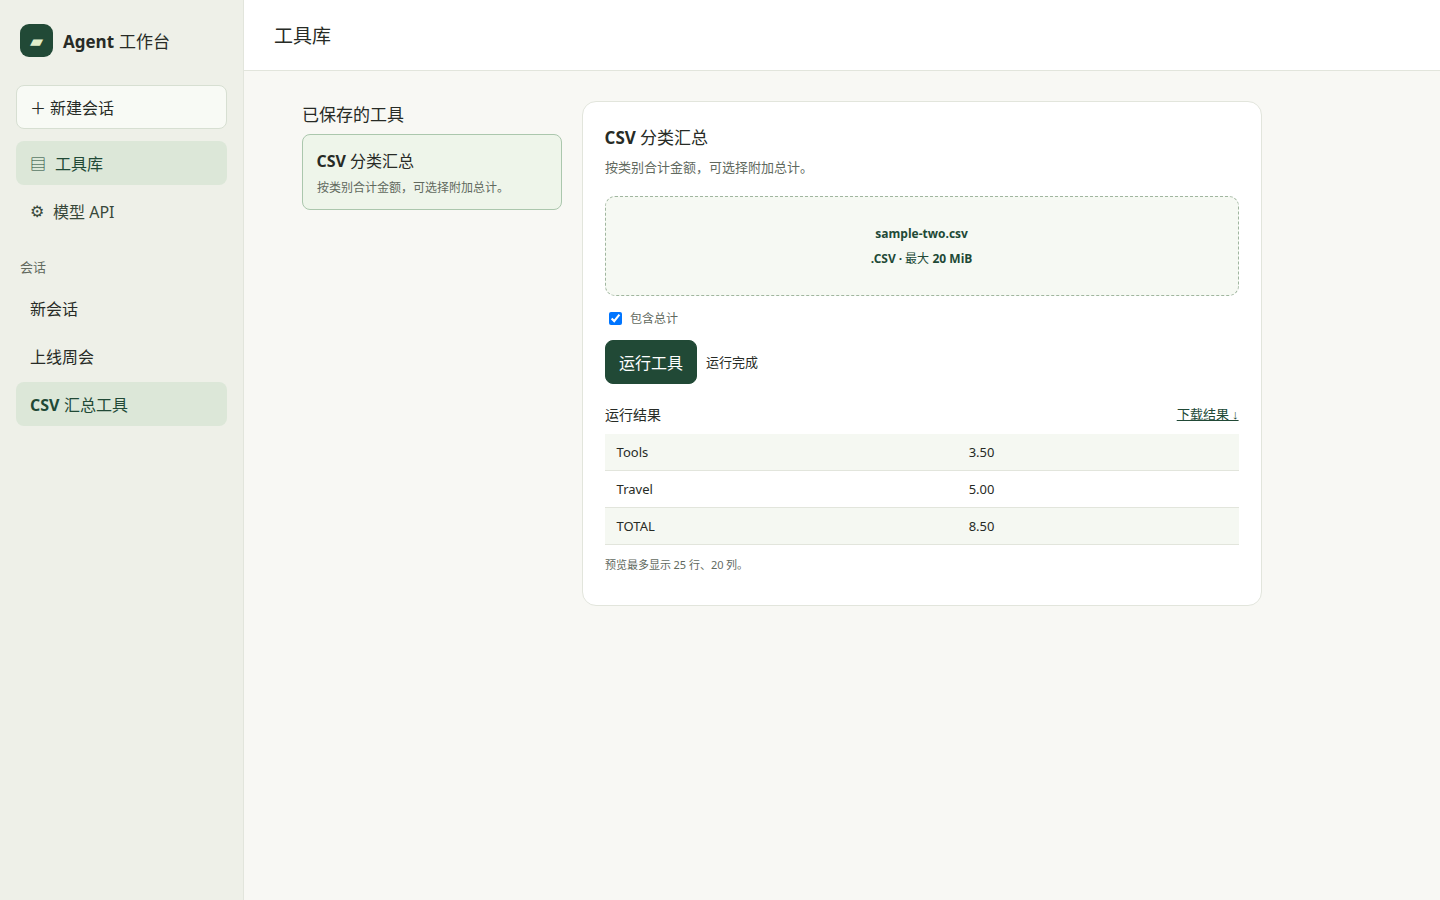 Agent 工作台
＋ 新建会话
工具库
模型 API
会话
新会话
上线周会
CSV 汇总工具
工具库
已保存的工具
CSV 分类汇总
按类别合计金额，可选择附加总计。
CSV 分类汇总
按类别合计金额，可选择附加总计。
sample-two.csv
.CSV · 最大 20 MiB
包含总计
运行工具 运行完成
运行结果 下载结果 ↓
Tools 3.50
Travel 5.00
TOTAL 8.50
预览最多显示 25 行、20 列。